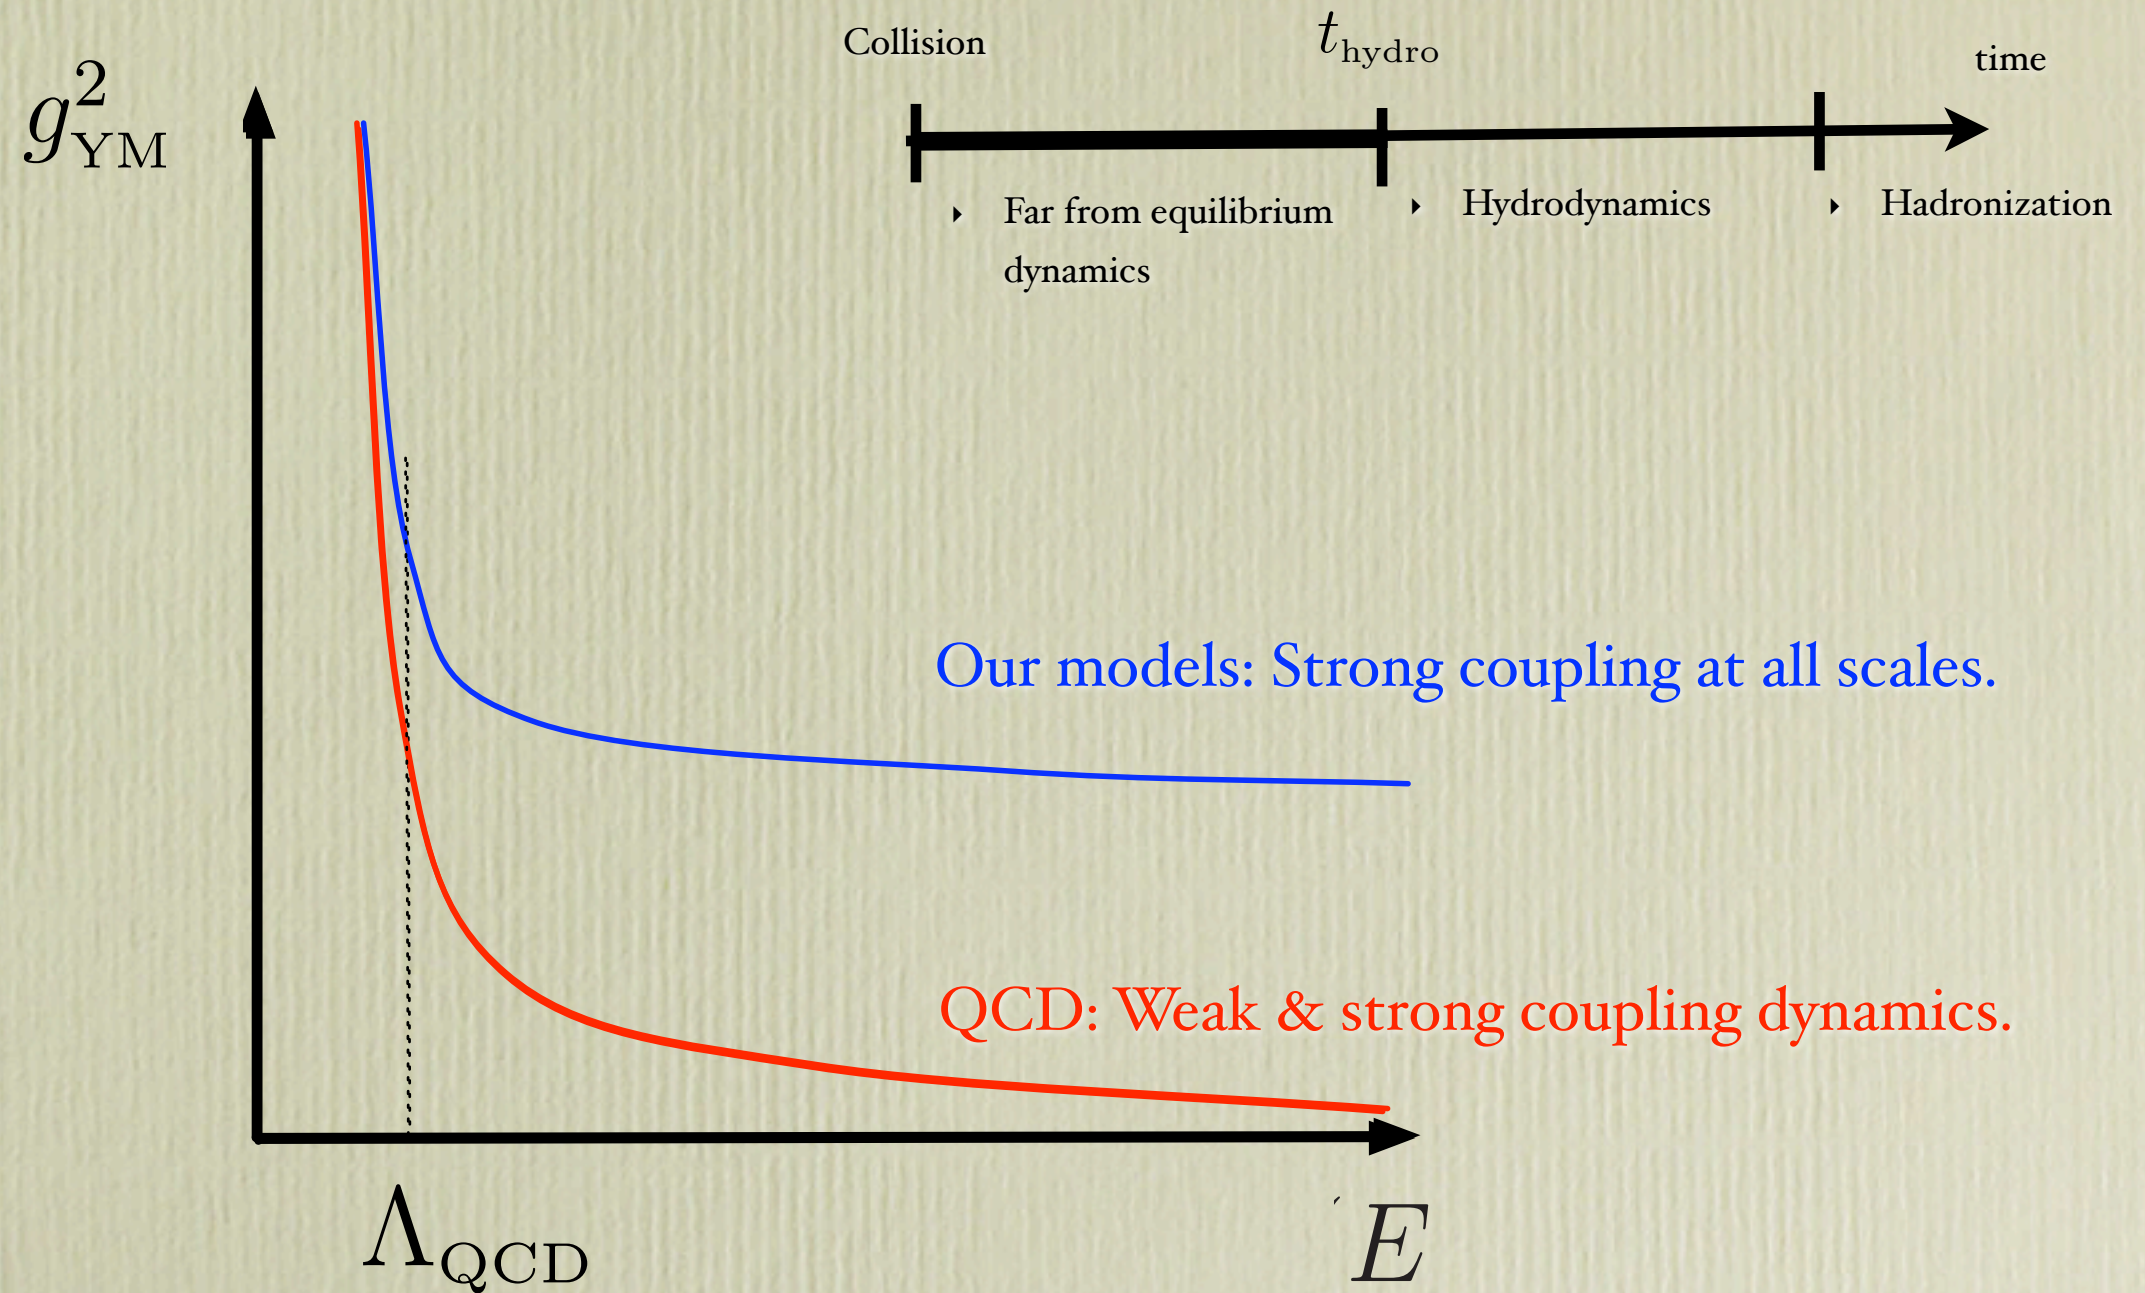 Collision
t_hydro
time
g²_YM
‣ Far from equilibrium
dynamics
‣ Hydrodynamics
‣ Hadronization
Our models: Strong coupling at all scales.
QCD: Weak & strong coupling dynamics.
Λ_QCD
E